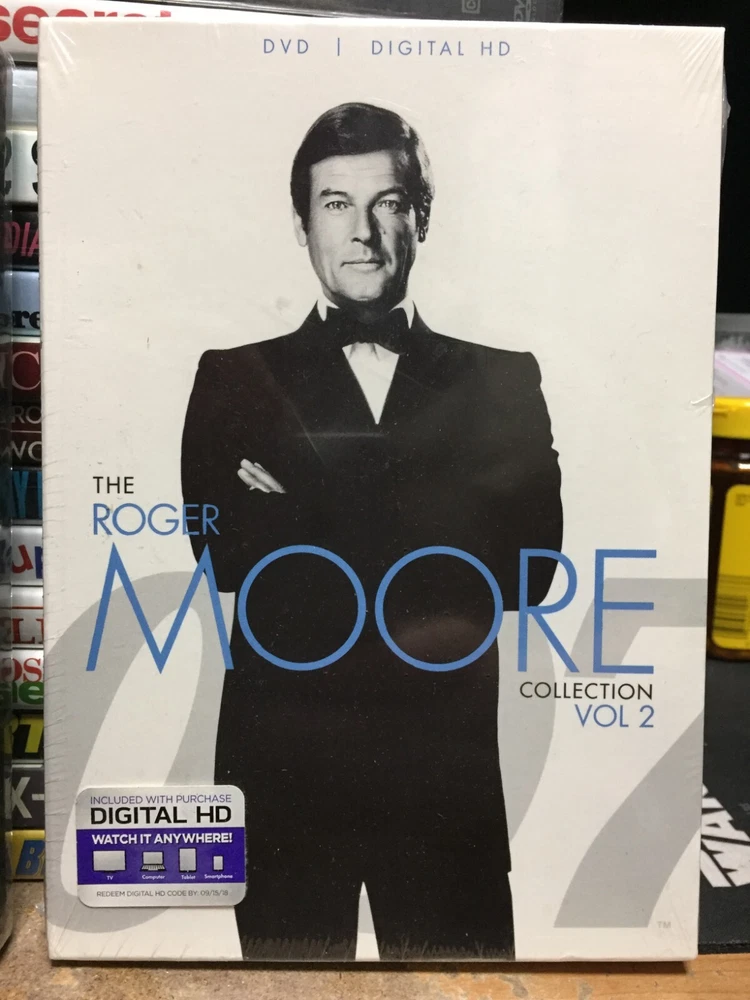 DVD | DIGITAL HD
THE
ROGER
MOORE
COLLECTION
VOL 2
007
TM
INCLUDED WITH PURCHASE
DIGITAL HD
WATCH IT ANYWHERE!
TV Computer Tablet Smartphone
REDEEM DIGITAL HD CODE BY: 09/15/18